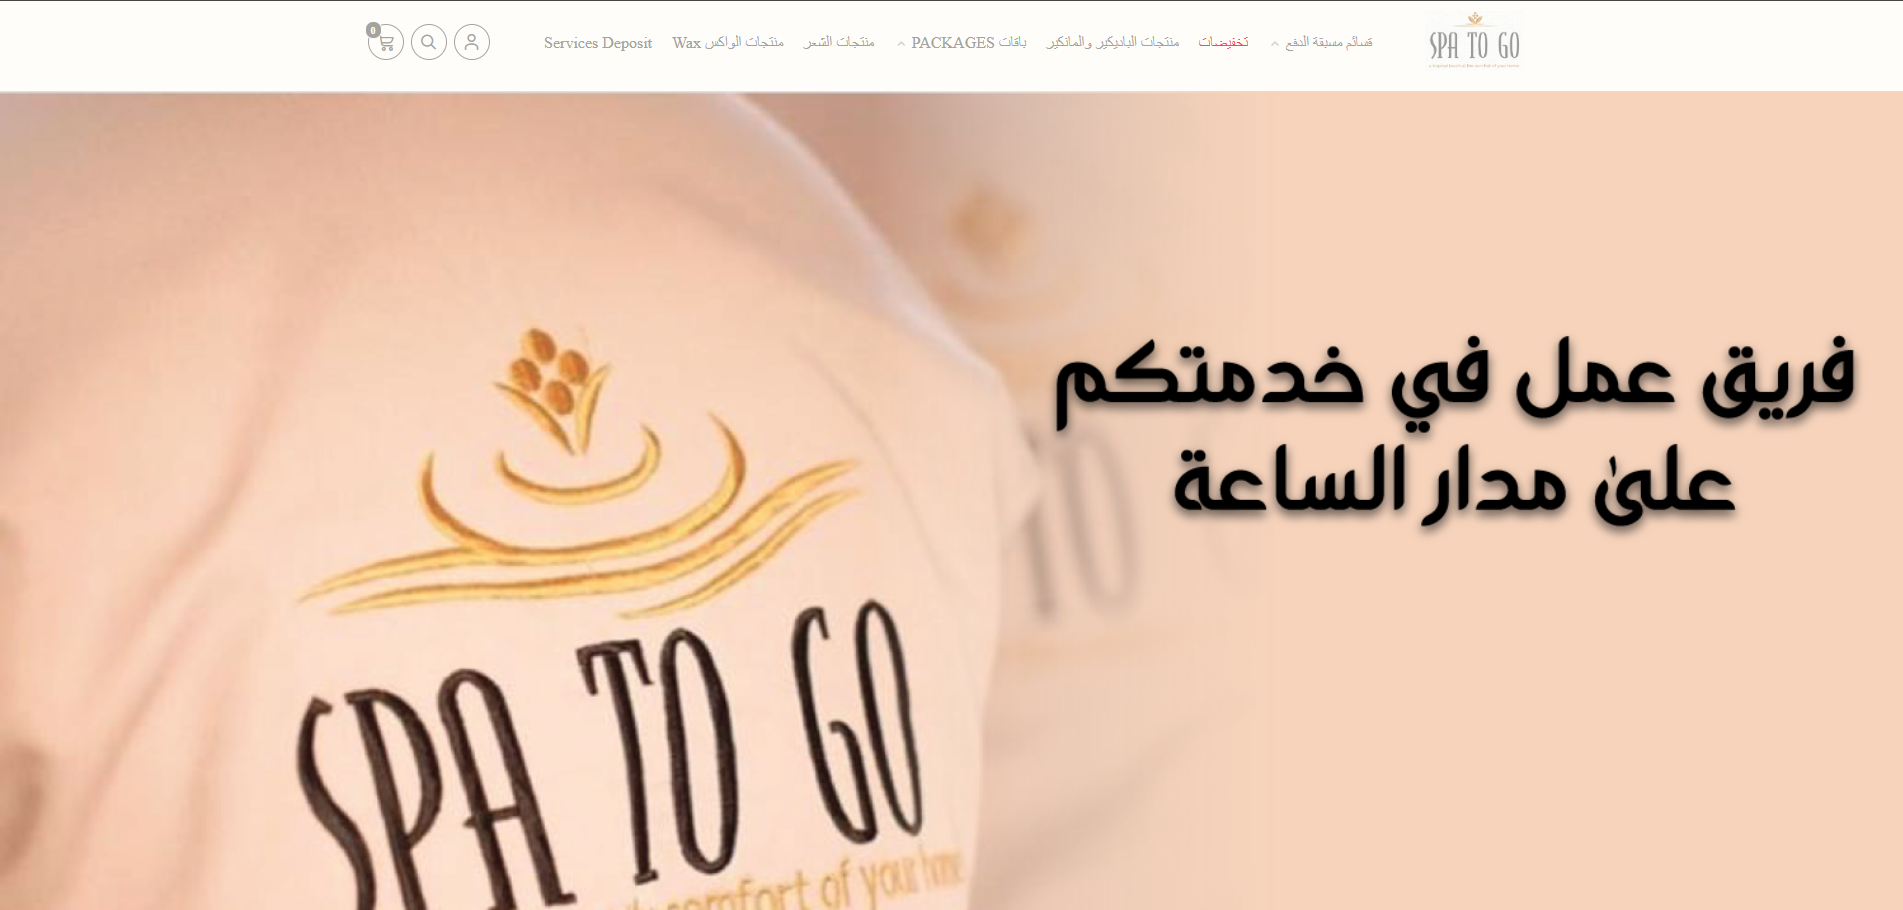 SPA TO GO
قسائم مسبقة الدفع
تخفيضات
منتجات الباديكير والمانكير
باقات PACKAGES
منتجات الشعر
منتجات الواكس Wax
Services Deposit
0
فريق عمل في خدمتكم
على مدار الساعة
TO
SPA TO GO
comfort of your home